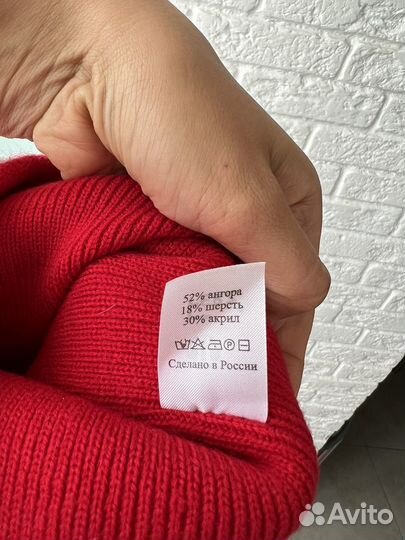 52% ангора
18% шерсть
30% акрил
Сделано в России
Avito